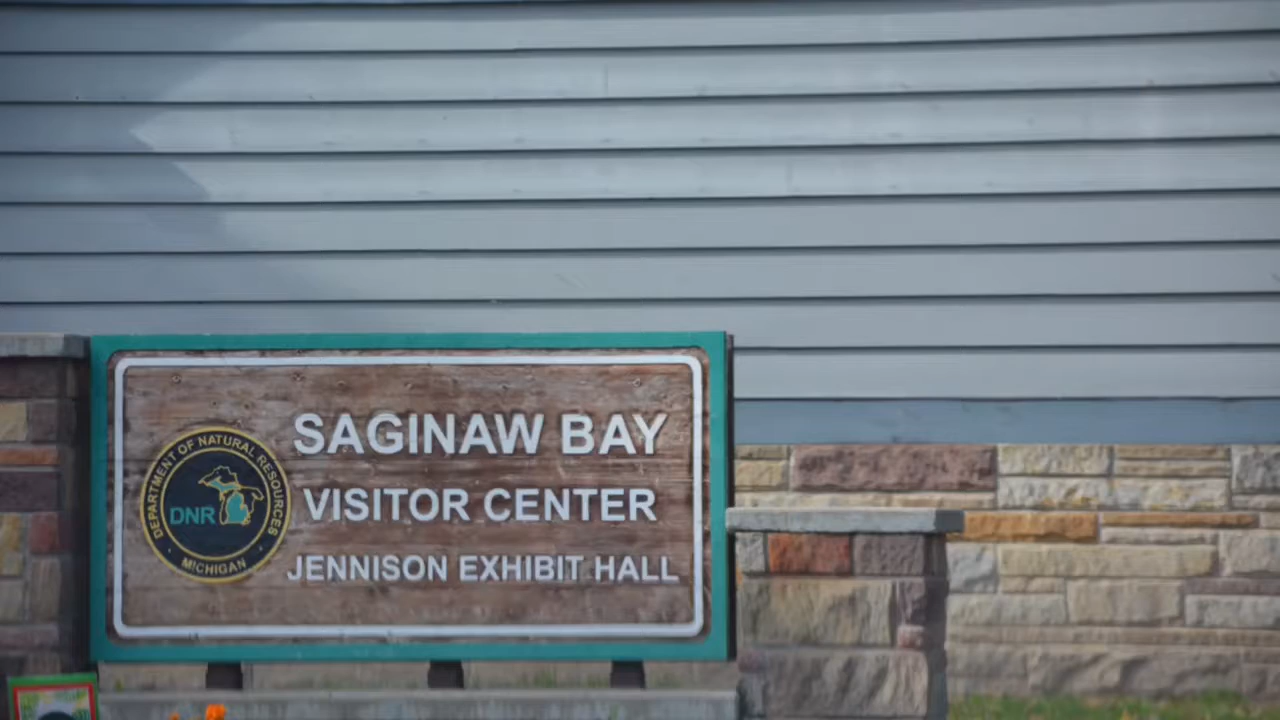 SAGINAW BAY
VISITOR CENTER
JENNISON EXHIBIT HALL
DEPARTMENT OF NATURAL RESOURCES
DNR
MICHIGAN